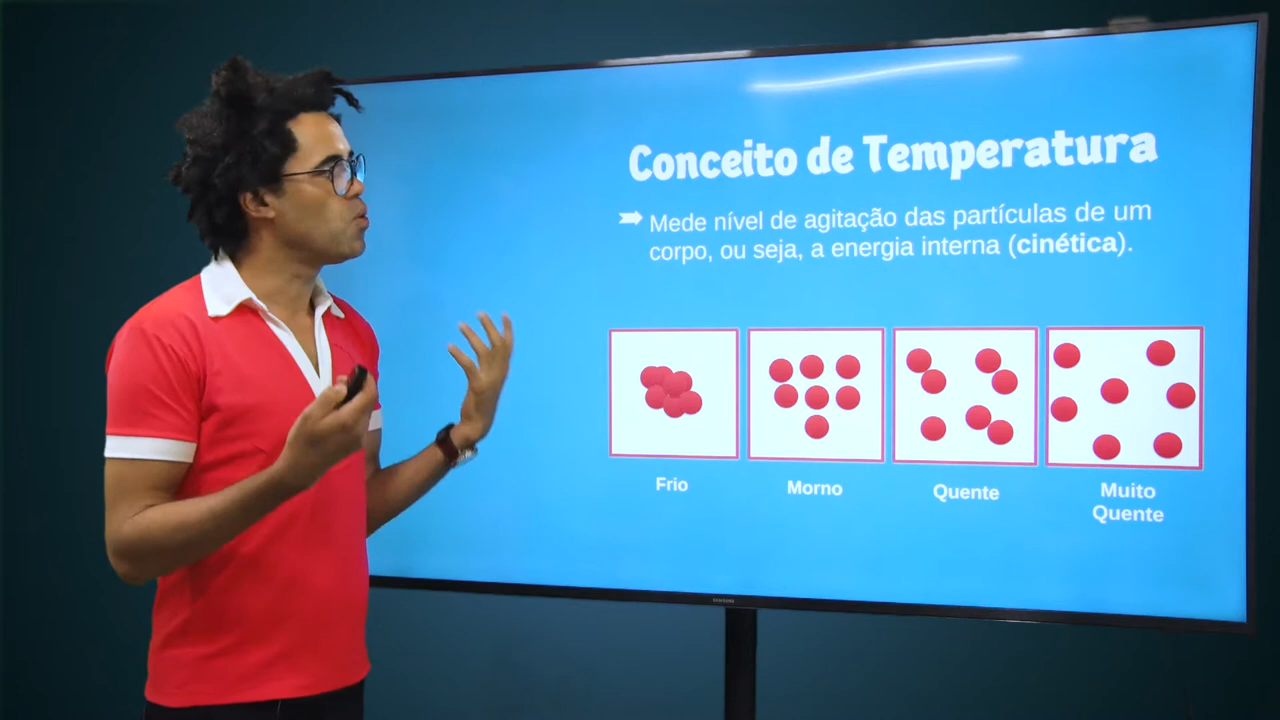 Conceito de Temperatura
Mede nível de agitação das partículas de um
corpo, ou seja, a energia interna (cinética).
Frio
Morno
Quente
Muito
Quente
SAMSUNG